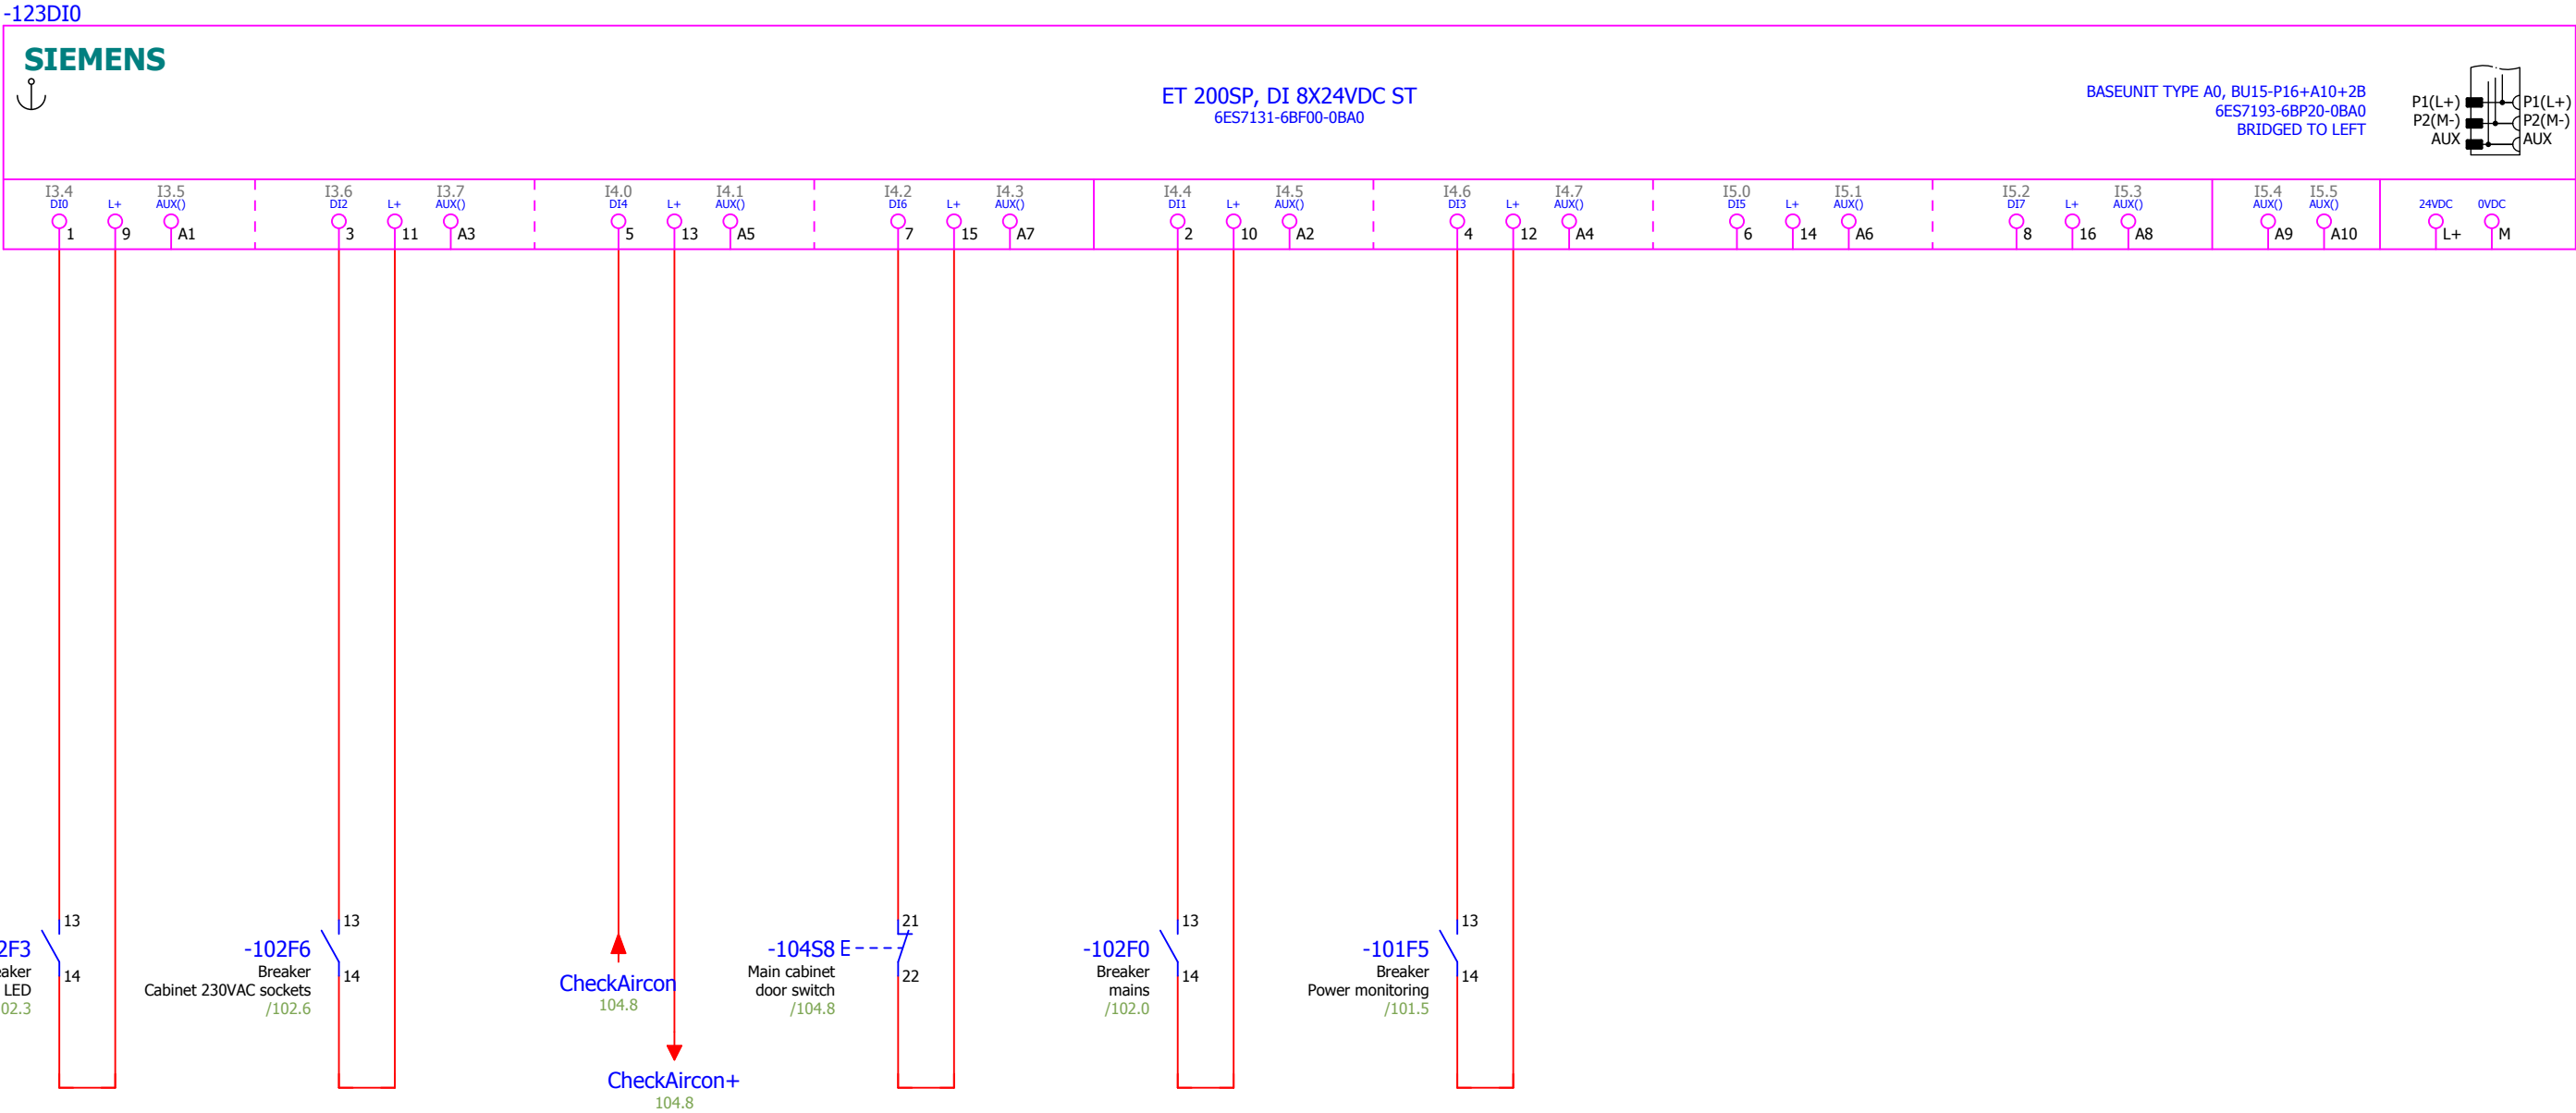 -123DI0
SIEMENS
ET 200SP, DI 8X24VDC ST
6ES7131-6BF00-0BA0
BASEUNIT TYPE A0, BU15-P16+A10+2B
6ES7193-6BP20-0BA0
BRIDGED TO LEFT
P1(L+) P1(L+)
P2(M-) P2(M-)
AUX AUX
I3.4 I3.5 I3.6 I3.7 I4.0 I4.1 I4.2 I4.3 I4.4 I4.5 I4.6 I4.7 I5.0 I5.1 I5.2 I5.3 I5.4 I5.5
DI0 L+ AUX() DI2 L+ AUX() DI4 L+ AUX() DI6 L+ AUX() DI1 L+ AUX() DI3 L+ AUX() DI5 L+ AUX() DI7 L+ AUX() AUX() AUX() 24VDC 0VDC
1 9 A1 3 11 A3 5 13 A5 7 15 A7 2 10 A2 4 12 A4 6 14 A6 8 16 A8 A9 A10 L+ M
13
2F3
eaker
LED
02.3
14
13
-102F6
Breaker
Cabinet 230VAC sockets
/102.6
14
CheckAircon
104.8
CheckAircon+
104.8
21
-104S8
Main cabinet
door switch
/104.8
22
13
-102F0
Breaker
mains
/102.0
14
13
-101F5
Breaker
Power monitoring
/101.5
14